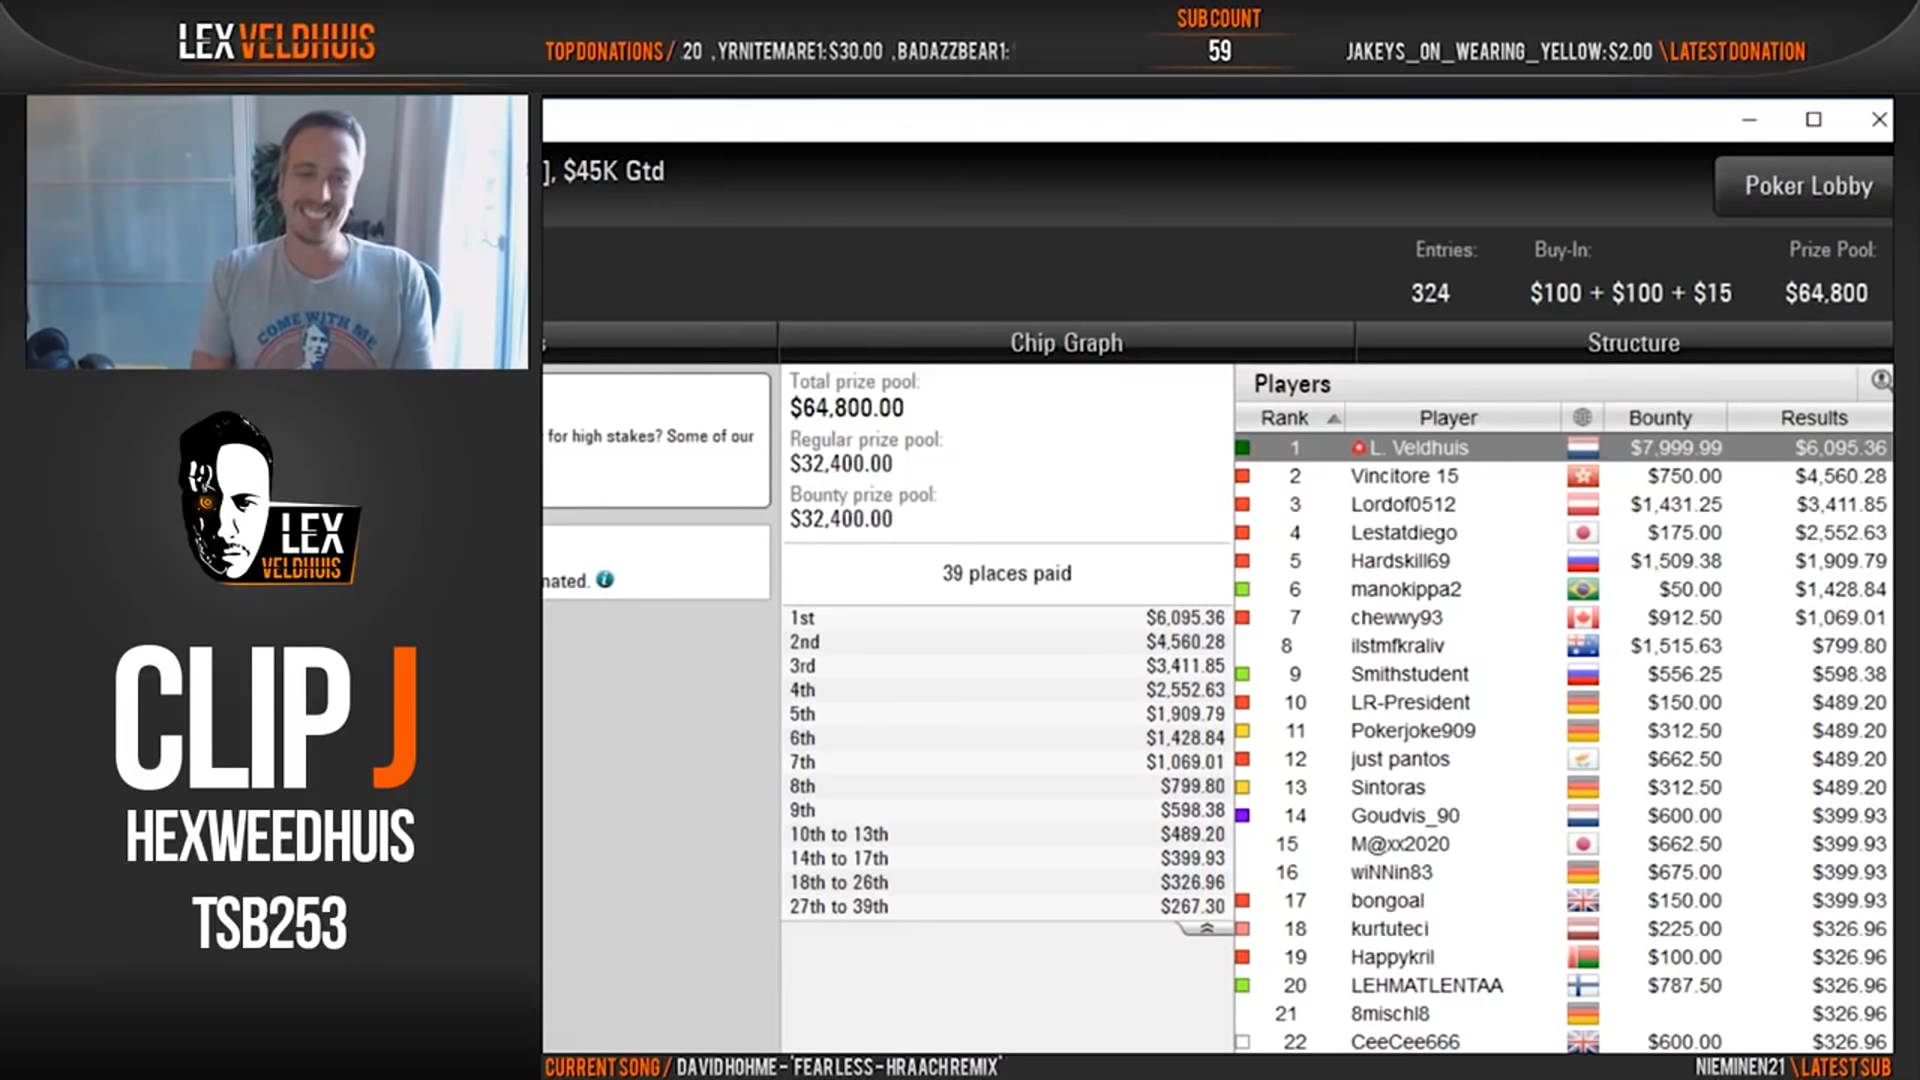 LEX VELDHUIS
TOP DONATIONS / 20 , YRNITEMARE1: $30.00 , BADAZZBEAR1:
SUB COUNT
59
JAKEYS_ON_WEARING_YELLOW: $2.00 \ LATEST DONATION
], $45K Gtd
Poker Lobby
Entries: Buy-In: Prize Pool:
324 $100 + $100 + $15 $64,800
Chip Graph
Structure
COME WITH ME
for high stakes? Some of our
nated.
Total prize pool:
$64,800.00
Regular prize pool:
$32,400.00
Bounty prize pool:
$32,400.00
39 places paid
1st $6,095.36
2nd $4,560.28
3rd $3,411.85
4th $2,552.63
5th $1,909.79
6th $1,428.84
7th $1,069.01
8th $799.80
9th $598.38
10th to 13th $489.20
14th to 17th $399.93
18th to 26th $326.96
27th to 39th $267.30
Players
Rank Player Bounty Results
1 L. Veldhuis $7,999.99 $6,095.36
2 Vincitore 15 $750.00 $4,560.28
3 Lordof0512 $1,431.25 $3,411.85
4 Lestatdiego $175.00 $2,552.63
5 Hardskill69 $1,509.38 $1,909.79
6 manokippa2 $50.00 $1,428.84
7 chewwy93 $912.50 $1,069.01
8 ilstmfkraliv $1,515.63 $799.80
9 Smithstudent $556.25 $598.38
10 LR-President $150.00 $489.20
11 Pokerjoke909 $312.50 $489.20
12 just pantos $662.50 $489.20
13 Sintoras $312.50 $489.20
14 Goudvis_90 $600.00 $399.93
15 M@xx2020 $662.50 $399.93
16 wiNNin83 $675.00 $399.93
17 bongoal $150.00 $399.93
18 kurtuteci $225.00 $326.96
19 Happykril $100.00 $326.96
20 LEHMATLENTAA $787.50 $326.96
21 8mischl8 $326.96
22 CeeCee666 $600.00 $326.96
LEX
VELDHUIS
CLIP J
HEXWEEDHUIS
TSB253
CURRENT SONG / DAVID HOHME - 'FEARLESS - HRAACH REMIX'
NIEMINEN21 \ LATEST SUB